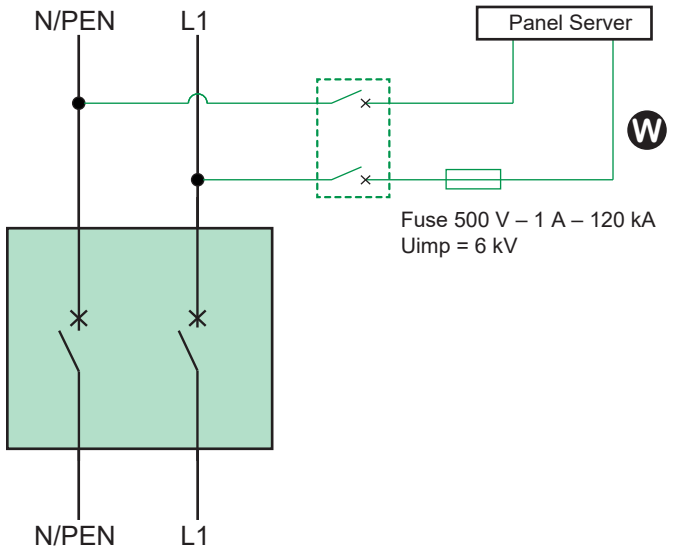 N/PEN L1
Panel Server
W
Fuse 500 V – 1 A – 120 kA
Uimp = 6 kV
N/PEN L1